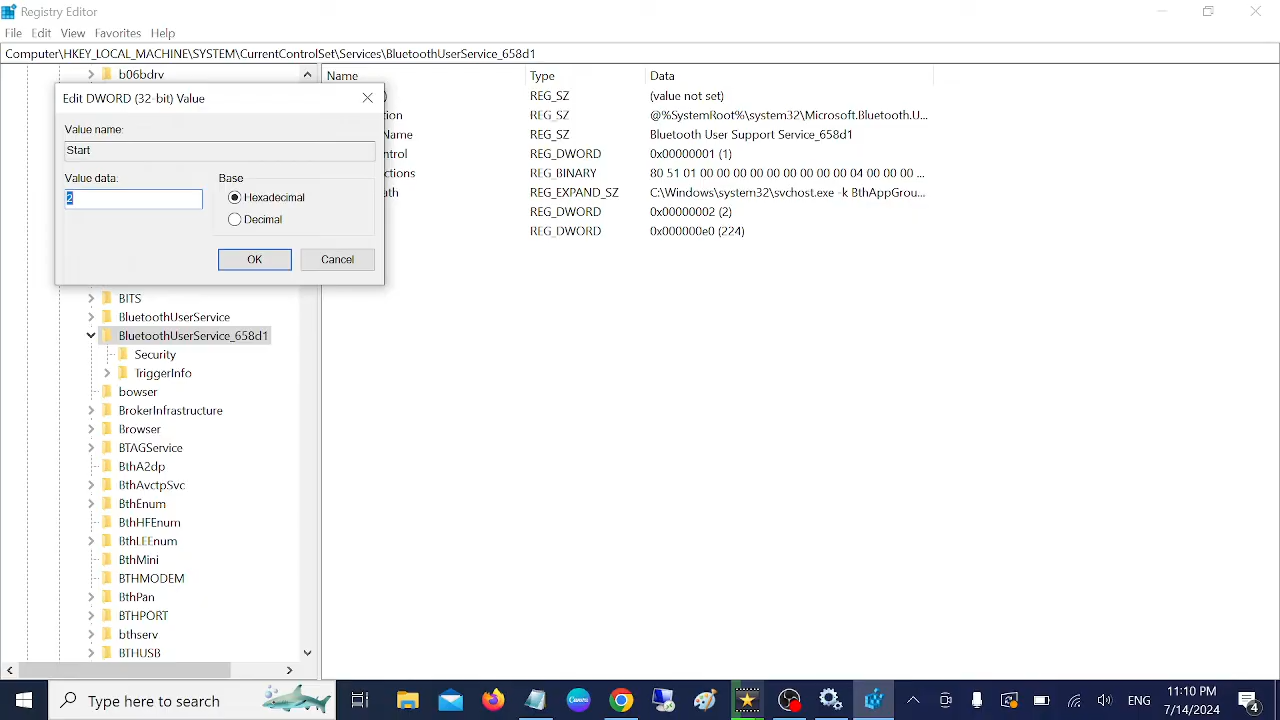 Registry Editor
File Edit View Favorites Help
Computer\HKEY_LOCAL_MACHINE\SYSTEM\CurrentControlSet\Services\BluetoothUserService_658d1
b06bdrv
Name Type Data
Edit DWORD (32-bit) Value
Value name:
Start
Value data:
2
Base
Hexadecimal
Decimal
OK Cancel
) REG_SZ (value not set)
tion REG_SZ @%SystemRoot%\system32\Microsoft.Bluetooth.U...
Name REG_SZ Bluetooth User Support Service_658d1
ntrol REG_DWORD 0x00000001 (1)
ctions REG_BINARY 80 51 01 00 00 00 00 00 00 00 00 00 04 00 00 00 ...
ath REG_EXPAND_SZ C:\Windows\system32\svchost.exe -k BthAppGrou...
REG_DWORD 0x00000002 (2)
REG_DWORD 0x000000e0 (224)
BITS
BluetoothUserService
BluetoothUserService_658d1
Security
TriggerInfo
bowser
BrokerInfrastructure
Browser
BTAGService
BthA2dp
BthAvctpSvc
BthEnum
BthHFEnum
BthLEEnum
BthMini
BTHMODEM
BthPan
BTHPORT
bthserv
BTHUSB
Type here to search
Canva
ENG
11:10 PM
7/14/2024
4